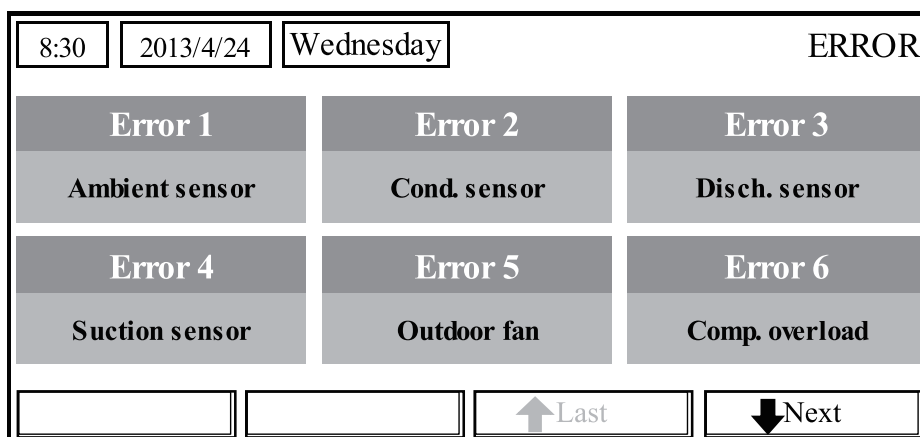 8:30 2013/4/24 Wednesday ERROR
Error 1 Error 2 Error 3
Ambient sensor Cond. sensor Disch. sensor
Error 4 Error 5 Error 6
Suction sensor Outdoor fan Comp. overload
Last Next